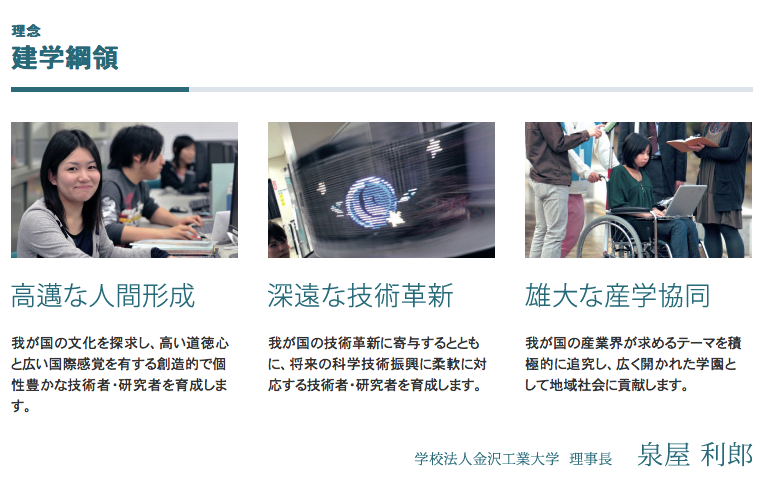 理念
建学綱領
高邁な人間形成
我が国の文化を探求し、高い道徳心
と広い国際感覚を有する創造的で個
性豊かな技術者・研究者を育成しま
す。
深遠な技術革新
我が国の技術革新に寄与するととも
に、将来の科学技術振興に柔軟に対
応する技術者・研究者を育成します。
雄大な産学協同
我が国の産業界が求めるテーマを積
極的に追究し、広く開かれた学園と
して地域社会に貢献します。
学校法人金沢工業大学 理事長 泉屋 利郎